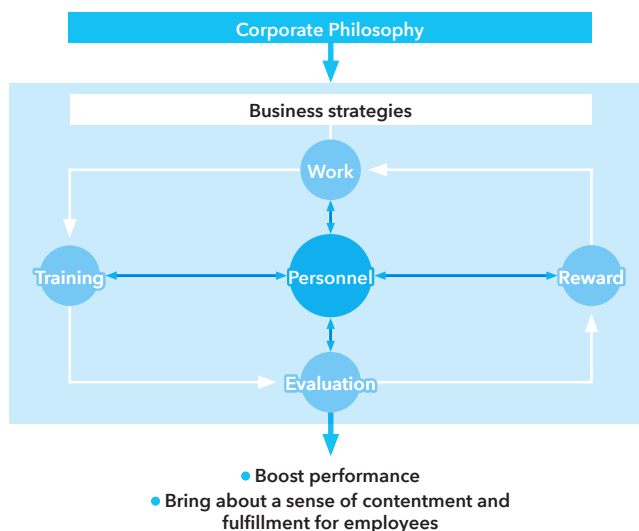 Corporate Philosophy
Business strategies
Work
Training
Personnel
Reward
Evaluation
● Boost performance
● Bring about a sense of contentment and
fulfillment for employees